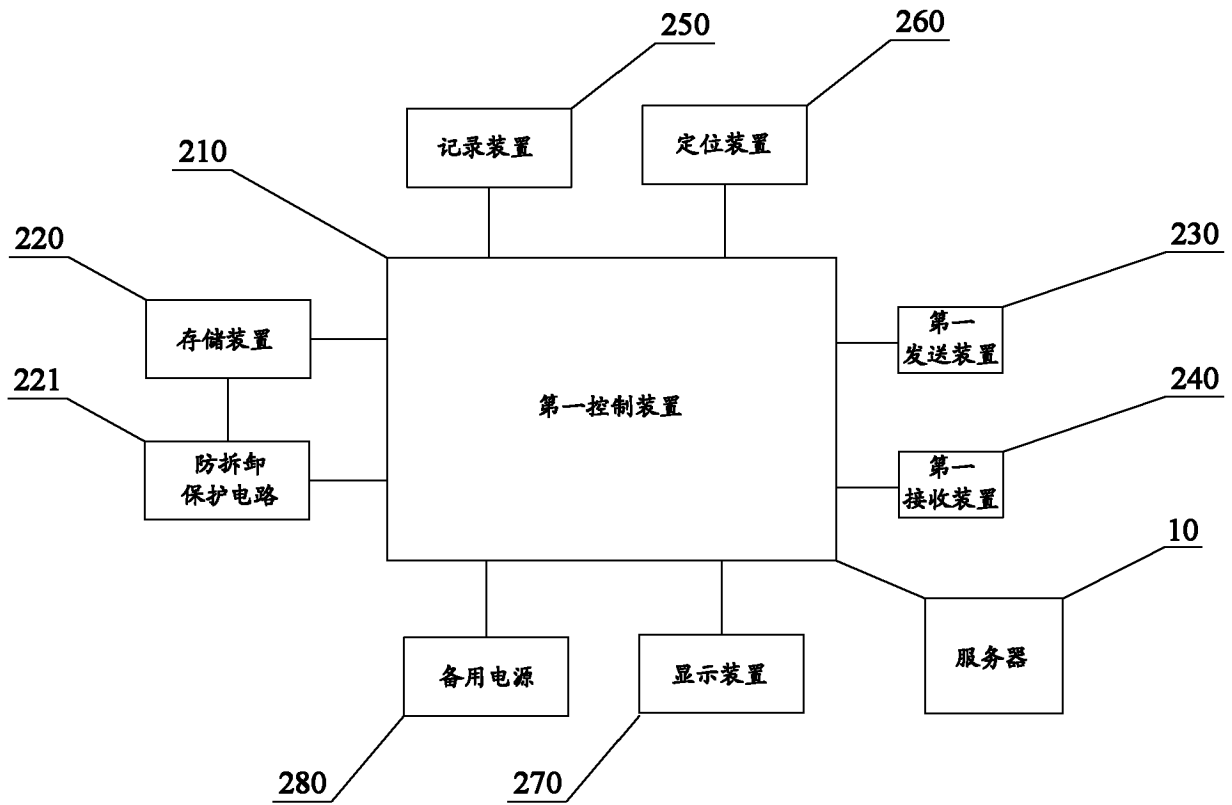 250
260
记录装置
定位装置
210
220
230
存储装置
第一
发送装置
221
240
第一控制装置
防拆卸
保护电路
第一
接收装置
10
备用电源
显示装置
服务器
280
270